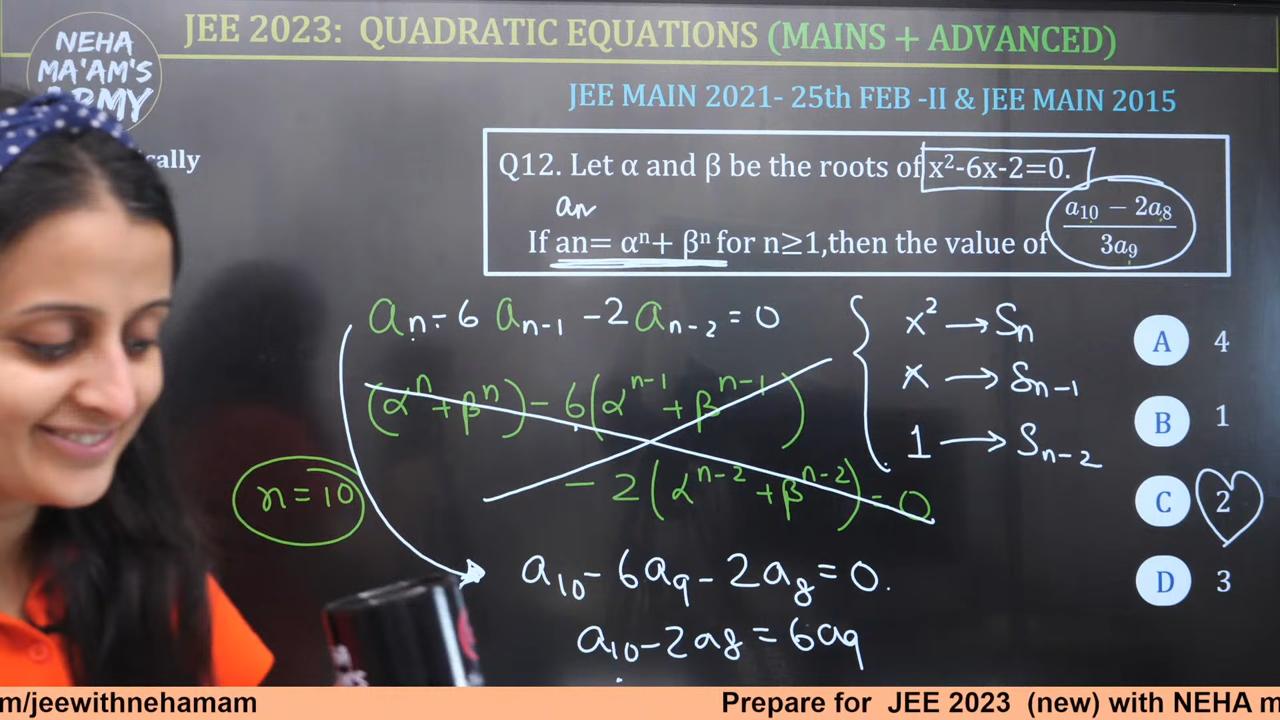 JEE 2023: QUADRATIC EQUATIONS (MAINS + ADVANCED)
NEHA
MA'AM'S
ARMY
JEE MAIN 2021- 25th FEB -II & JEE MAIN 2015
Q12. Let α and β be the roots of x²-6x-2=0.
an
If an= αⁿ+ βⁿ for n≥1,then the value of (a₁₀ − 2a₈)/(3a₉)
aₙ - 6 aₙ₋₁ - 2 aₙ₋₂ = 0
(αⁿ + βⁿ) - 6(αⁿ⁻¹ + βⁿ⁻¹)
- 2(αⁿ⁻² + βⁿ⁻²) = 0
n = 10
a₁₀ - 6a₉ - 2a₈ = 0.
a₁₀ - 2a₈ = 6a₉
x² → Sₙ
x → Sₙ₋₁
1 → Sₙ₋₂
A 4
B 1
C 2
D 3
m/jeewithnehamam
Prepare for JEE 2023 (new) with NEHA